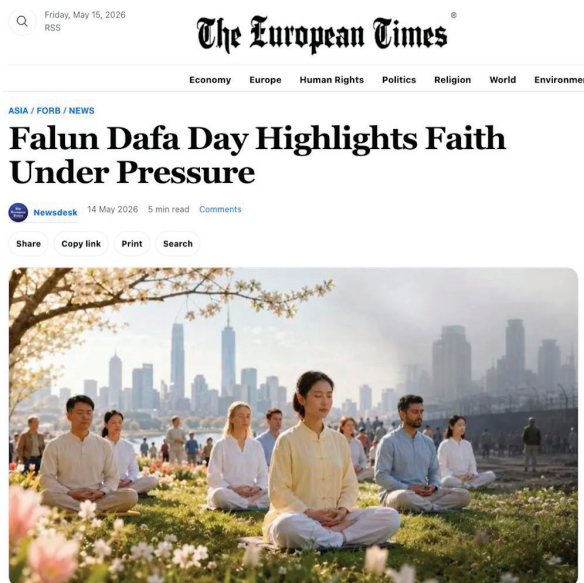 Friday, May 15, 2026
RSS
The European Times ®
Economy Europe Human Rights Politics Religion World Environme
ASIA / FORB / NEWS
Falun Dafa Day Highlights Faith
Under Pressure
Newsdesk 14 May 2026 5 min read Comments
Share Copy link Print Search